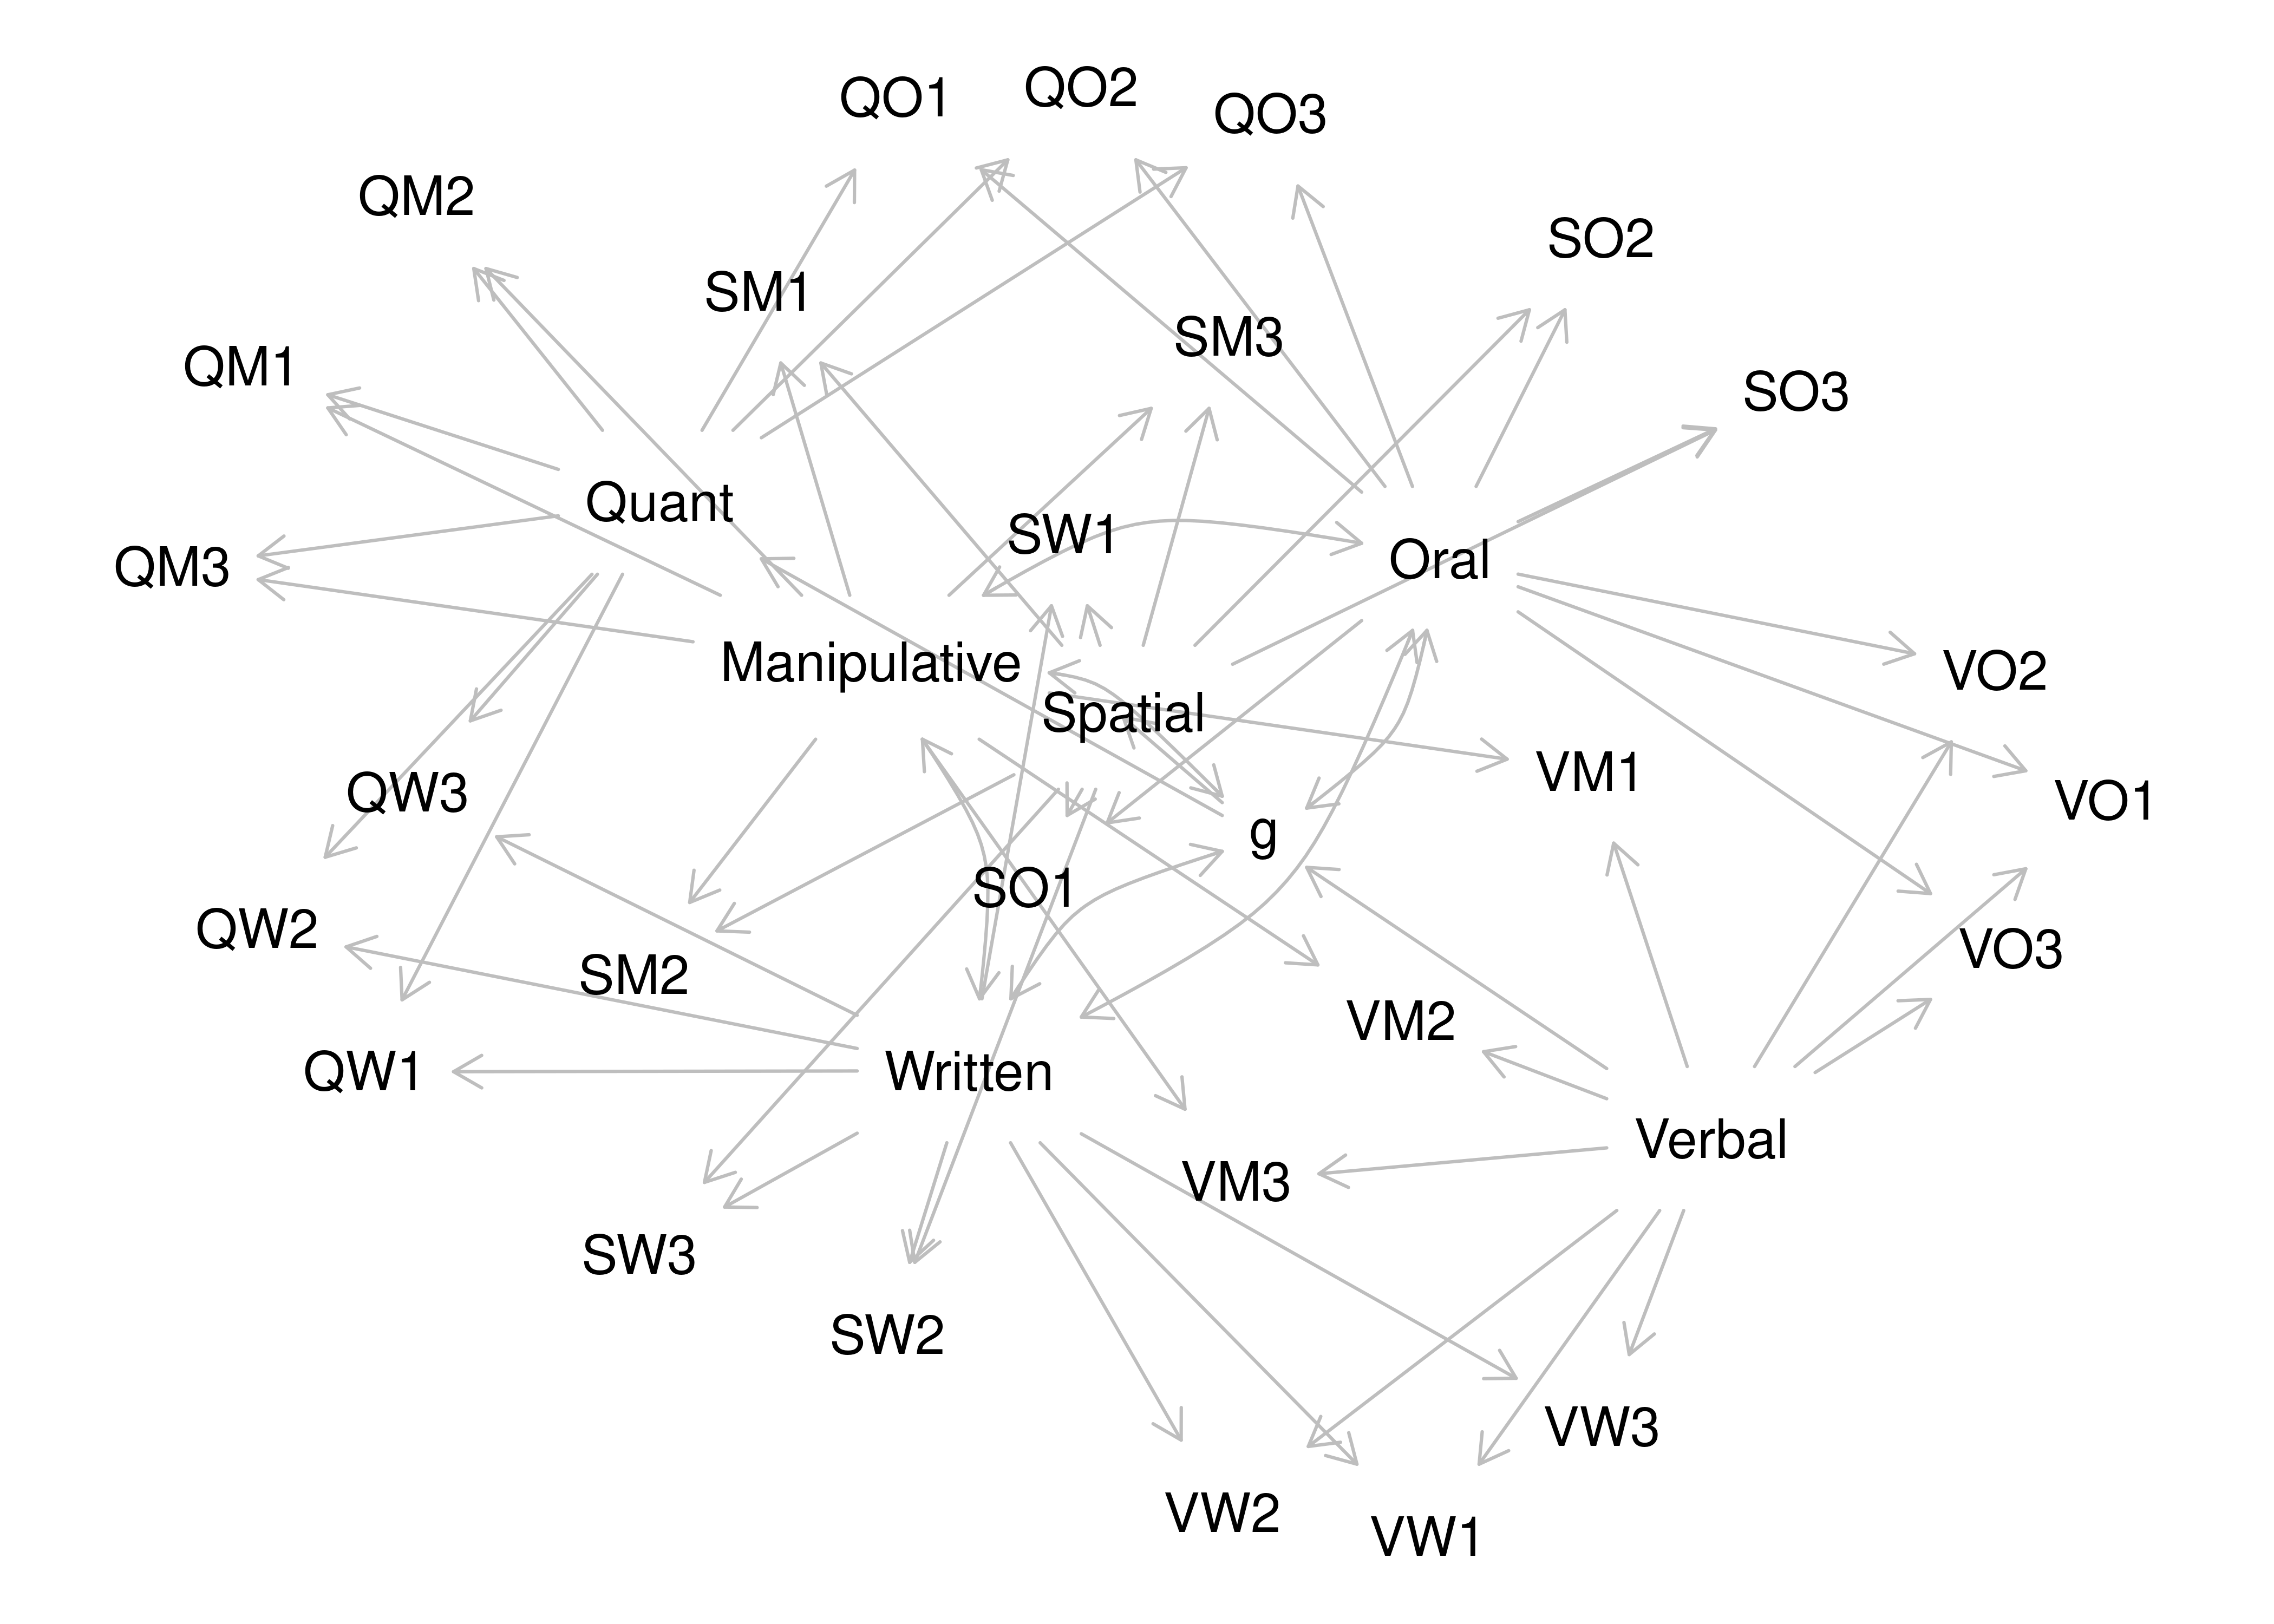 QO2
QO1
QO3
QM2
SO2
SM1
SM3
QM1
SO3
Quant
SW1
Oral
QM3
Manipulative
VO2
Spatial
VM1
QW3
VO1
g
SO1
QW2
VO3
SM2
VM2
QW1
Written
Verbal
VM3
SW3
SW2
VW3
VW2
VW1